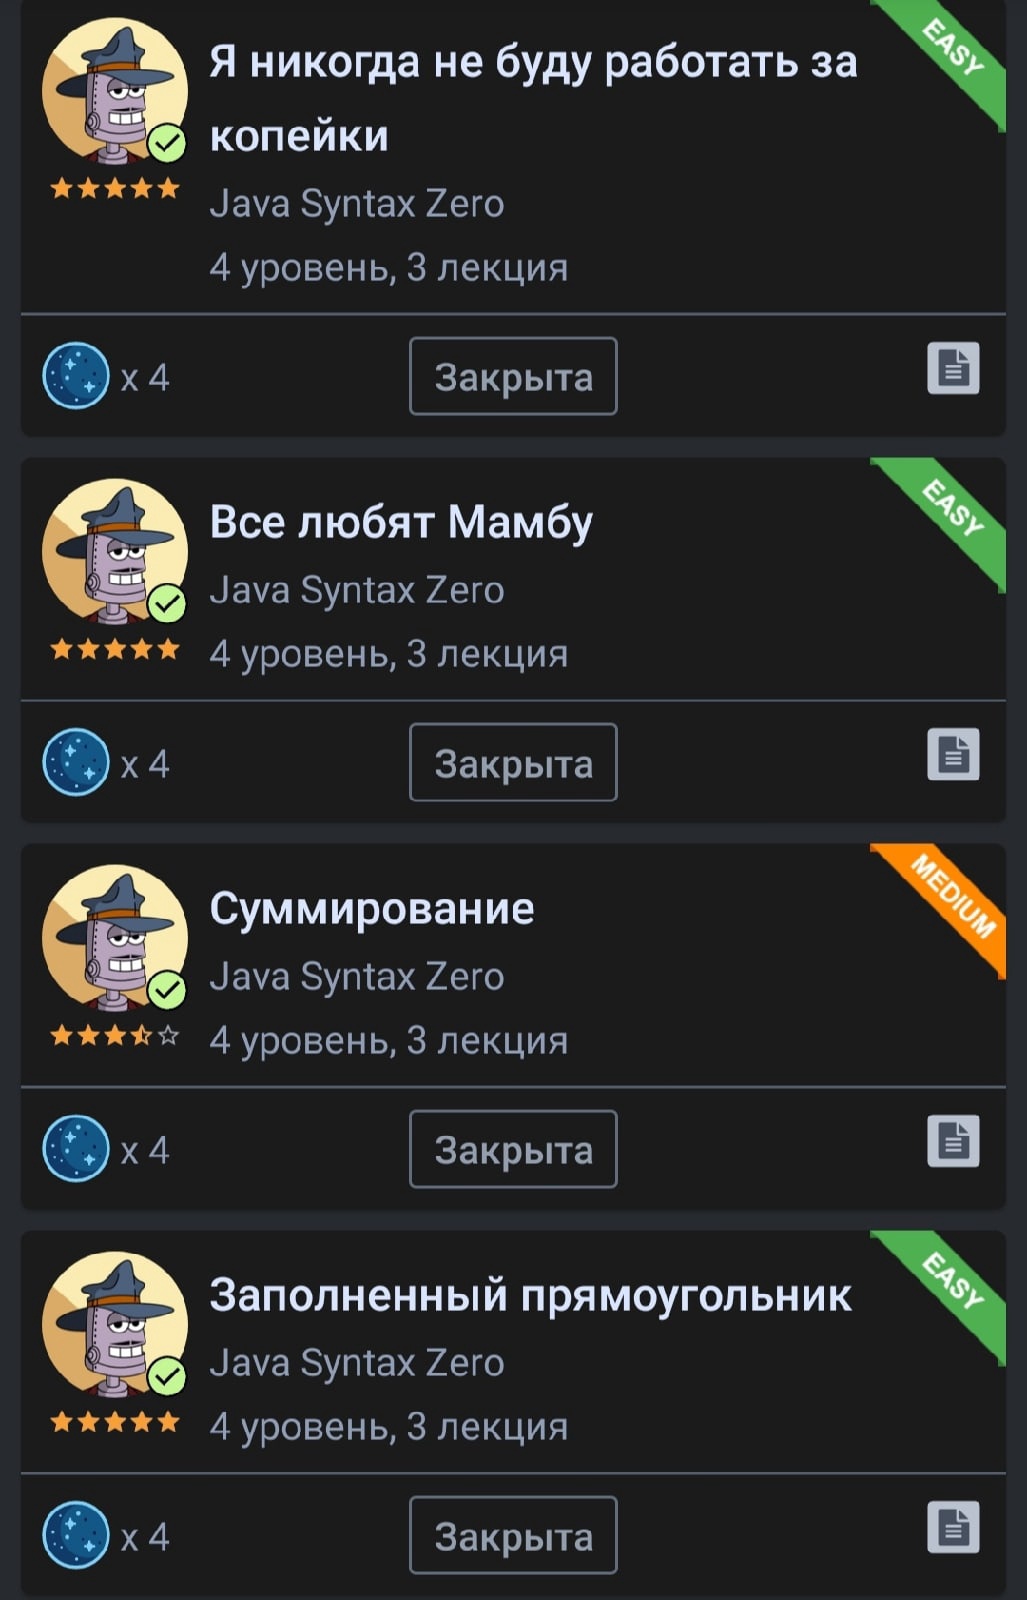 EASY
Я никогда не буду работать за
копейки
Java Syntax Zero
4 уровень, 3 лекция
x 4
Закрыта
EASY
Все любят Мамбу
Java Syntax Zero
4 уровень, 3 лекция
x 4
Закрыта
MEDIUM
Суммирование
Java Syntax Zero
4 уровень, 3 лекция
x 4
Закрыта
EASY
Заполненный прямоугольник
Java Syntax Zero
4 уровень, 3 лекция
x 4
Закрыта